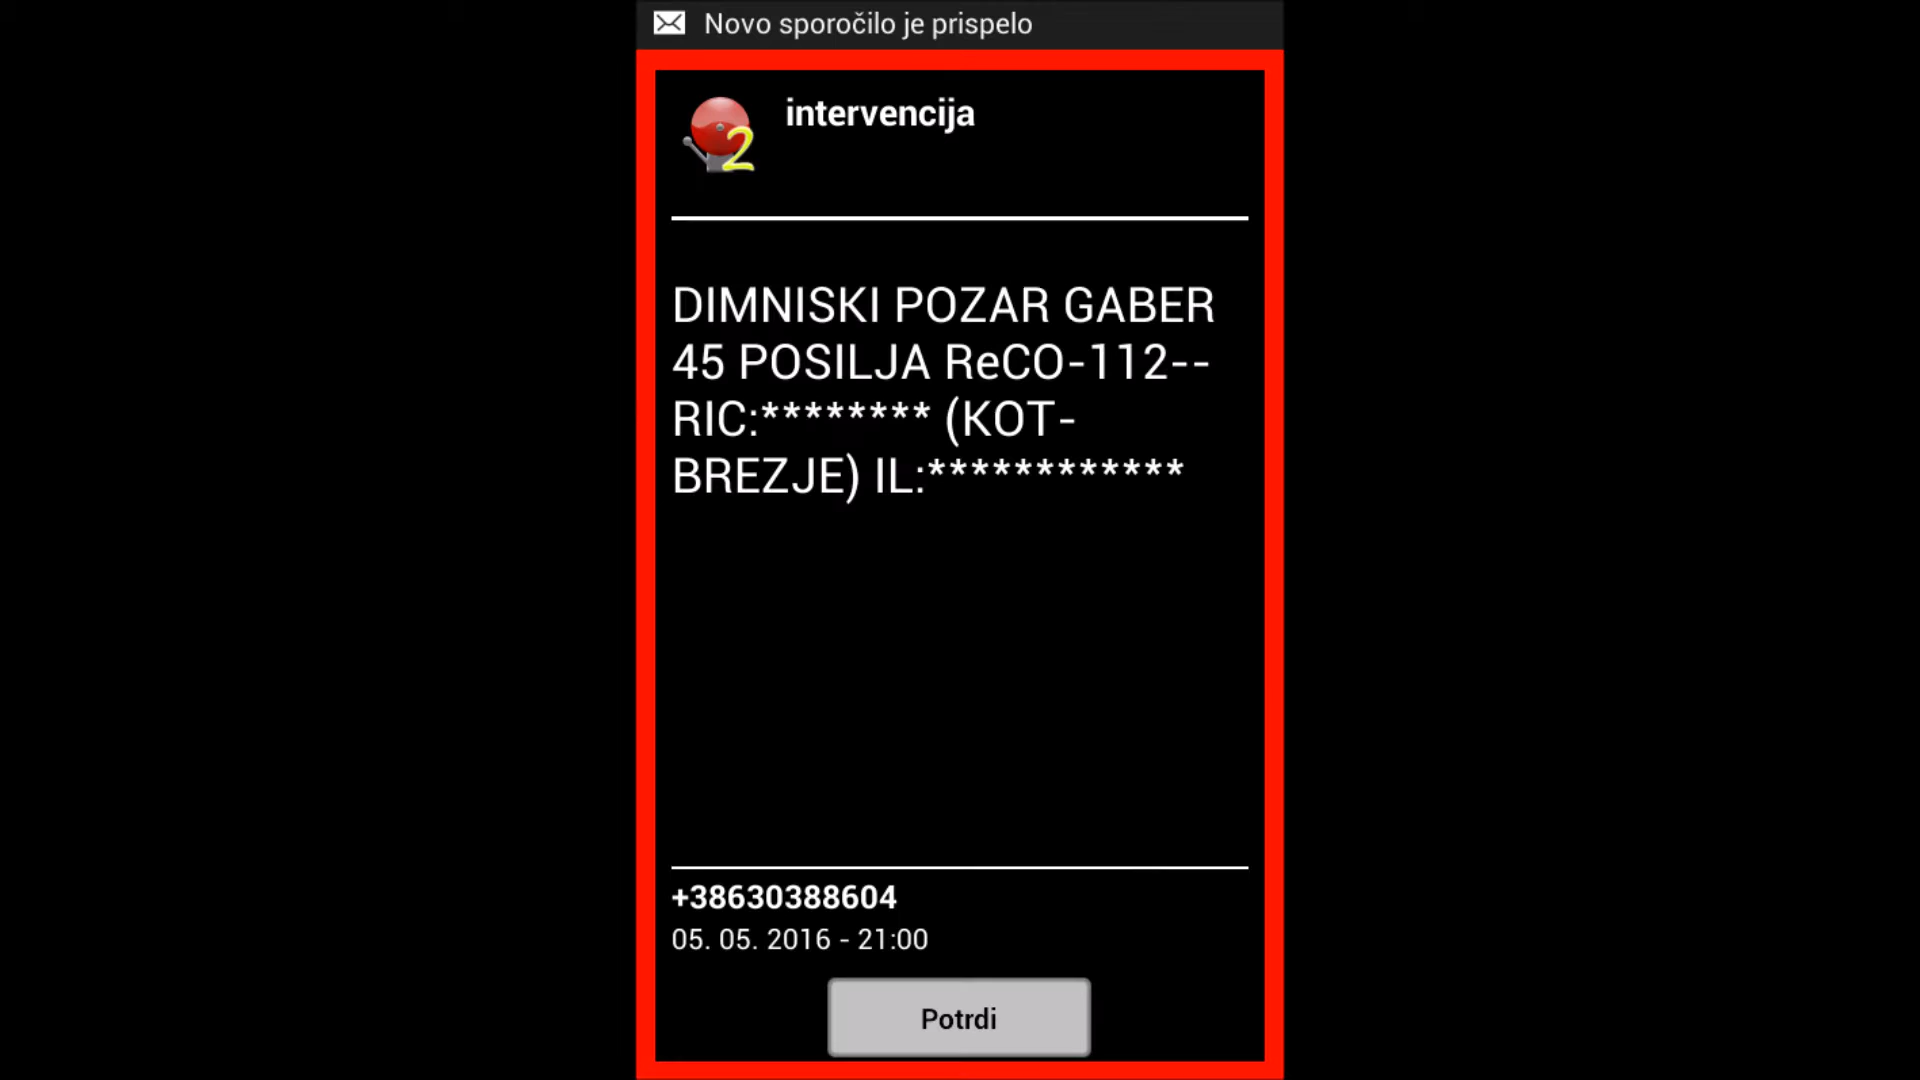 Novo sporočilo je prispelo
intervencija
2
DIMNISKI POZAR GABER
45 POSILJA ReCO-112--
RIC:******** (KOT-
BREZJE) IL:************
+38630388604
05. 05. 2016 - 21:00
Potrdi